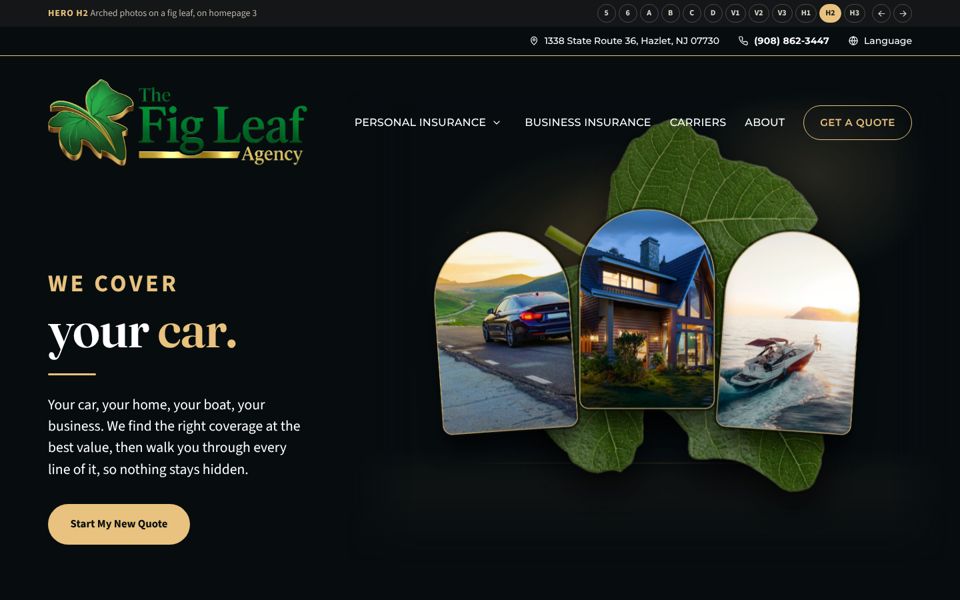 HERO H2 Arched photos on a fig leaf, on homepage 3
5 6 A B C D V1 V2 V3 H1 H2 H3 ← →
1338 State Route 36, Hazlet, NJ 07730 (908) 862-3447 Language
The
Fig Leaf
Agency
PERSONAL INSURANCE BUSINESS INSURANCE CARRIERS ABOUT GET A QUOTE
WE COVER
your car.
Your car, your home, your boat, your
business. We find the right coverage at the
best value, then walk you through every
line of it, so nothing stays hidden.
Start My New Quote